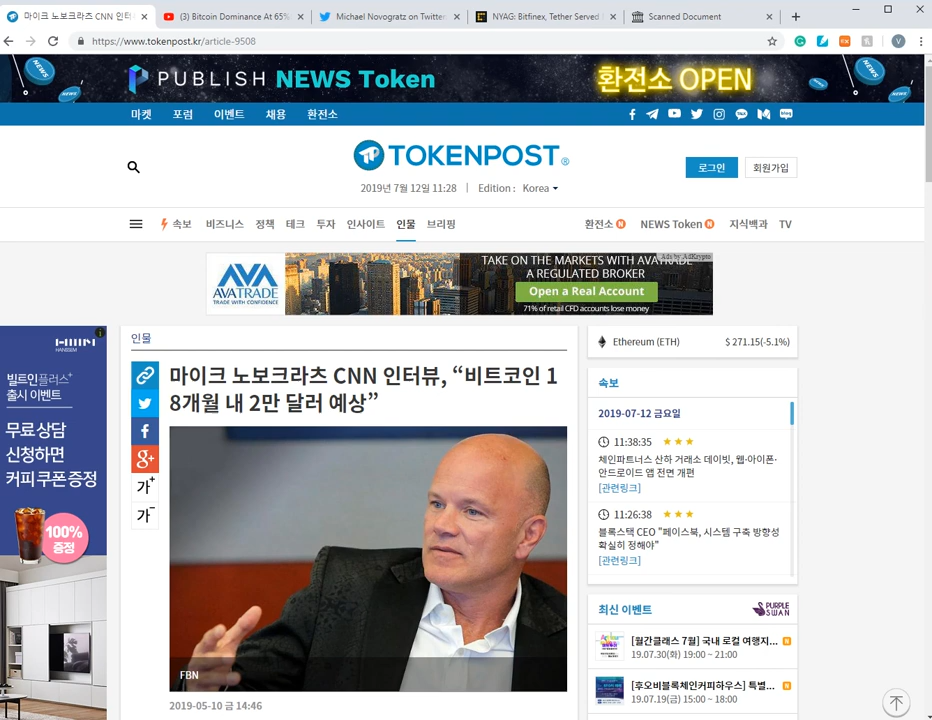 마이크 노보크라츠 CNN 인터
(3) Bitcoin Dominance At 65%
Michael Novogratz on Twitter
NYAG: Bitfinex, Tether Served
Scanned Document
https://www.tokenpost.kr/article-9508
PUBLISH NEWS Token
환전소 OPEN
마켓 포럼 이벤트 채용 환전소
TOKENPOST
로그인 회원가입
2019년 7월 12일 11:28 | Edition : Korea
속보 비즈니스 정책 테크 투자 인사이트 인물 브리핑 환전소 N NEWS Token N 지식백과 TV
AVA
AVATRADE
TRADE WITH CONFIDENCE
TAKE ON THE MARKETS WITH AVATRADE
Ads by AdKrypto
A REGULATED BROKER
Open a Real Account
71% of retail CFD accounts lose money
HANSSEM
빌트인플러스+
출시 이벤트
무료 상담
신청하면
커피 쿠폰 증정
100%
증정
인물
마이크 노보크라츠 CNN 인터뷰, “비트코인 1
8개월 내 2만 달러 예상”
g+
가+
가-
FBN
2019-05-10 금 14:46
Ethereum (ETH) $ 271.15(-5.1%)
속보
2019-07-12 금요일
11:38:35 ★★★
체인파트너스 산하 거래소 데이빗, 웹·아이폰·
안드로이드 앱 전면 개편
[관련링크]
11:26:38 ★★★
블록스택 CEO "페이스북, 시스템 구축 방향성
확실히 정해야"
[관련링크]
최신 이벤트
PURPLE
SWAN
[월간클래스 7월] 국내 로컬 여행지... N
19.07.30(화) 19:00 ~ 21:00
[후오비블록체인커피하우스] 특별... N
19.07.19(금) 15:00 ~ 18:00